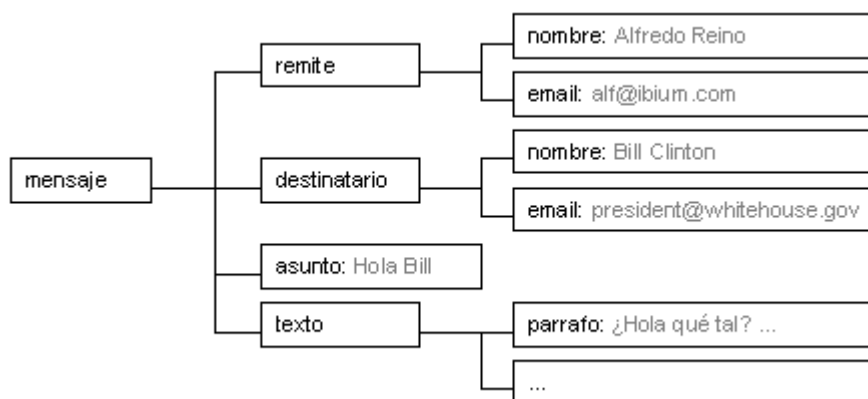 mensaje
remite
nombre: Alfredo Reino
email: alf@ibium.com
destinatario
nombre: Bill Clinton
email: president@whitehouse.gov
asunto: Hola Bill
texto
parrafo: ¿Hola qué tal? ...
...